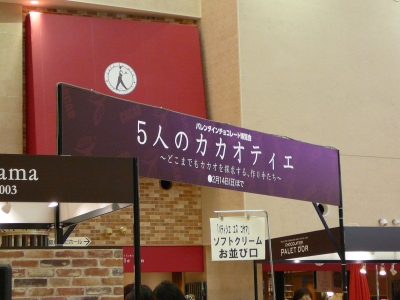 バレンタインチョコレート博覧会
5人のカカオティエ
〜どこまでもカカオを探求する、作り手たち〜
●2月14日(日)まで
ama
003
ソフトクリーム
お並び口
CHOCOLATIER
PALET D'OR